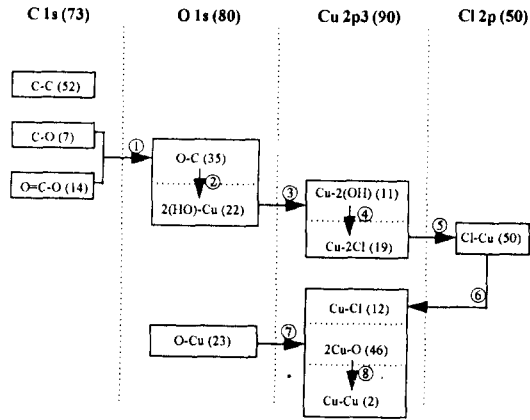 C 1s (73) O 1s (80) Cu 2p3 (90) Cl 2p (50)
C-C (52)
C-O (7)
①
O=C-O (14)
O-C (35)
②
2(HO)-Cu (22)
③
Cu-2(OH) (11)
④
Cu-2Cl (19)
⑤
Cl-Cu (50)
⑥
Cu-Cl (12)
O-Cu (23)
⑦
2Cu-O (46)
⑧
Cu-Cu (2)